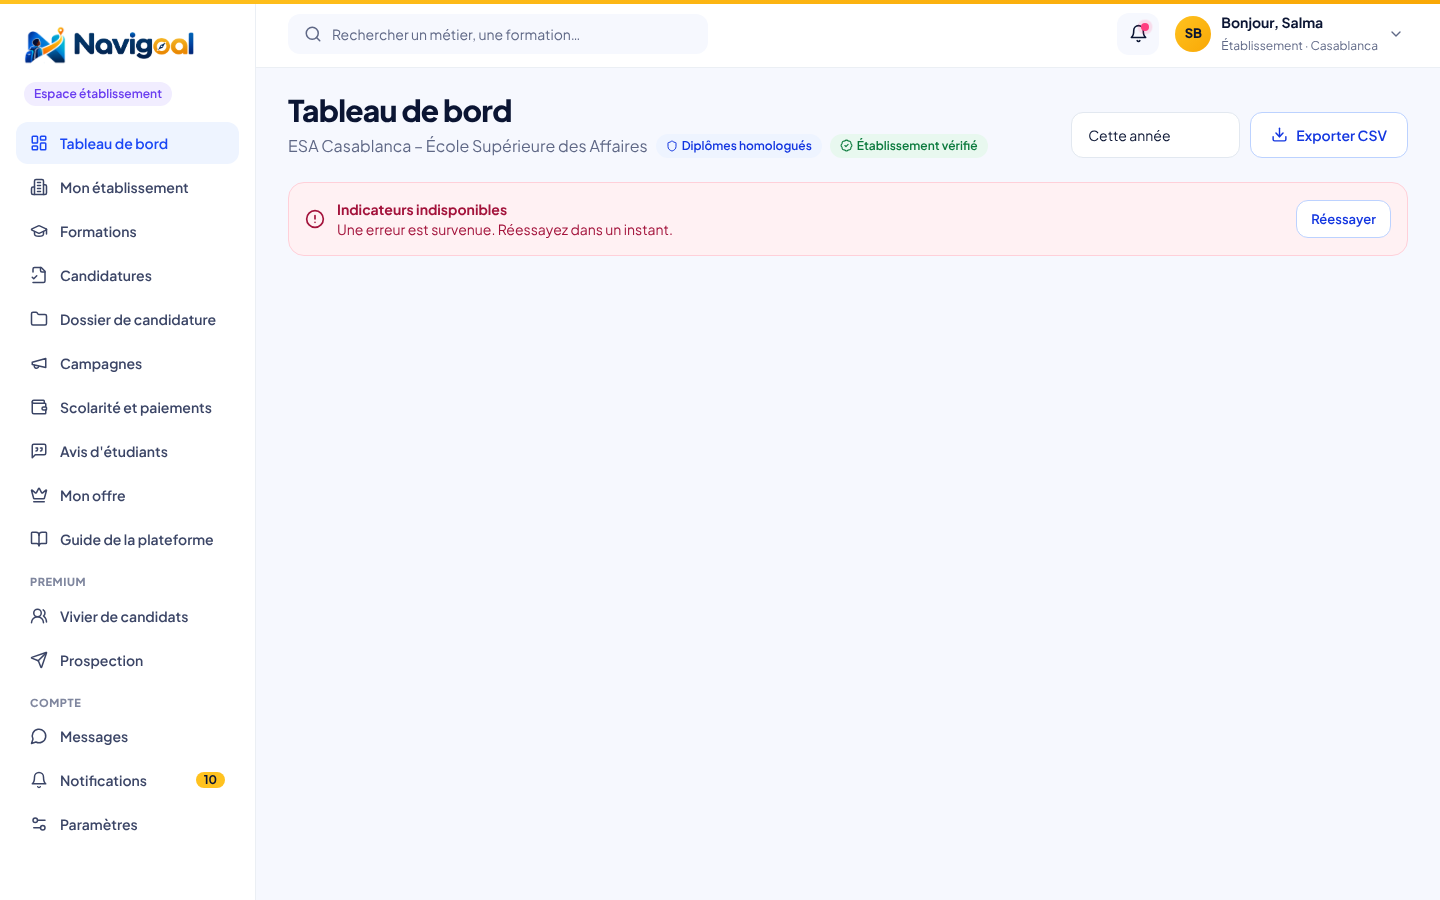 Navigoal
Espace établissement
Tableau de bord
Mon établissement
Formations
Candidatures
Dossier de candidature
Campagnes
Scolarité et paiements
Avis d'étudiants
Mon offre
Guide de la plateforme
PREMIUM
Vivier de candidats
Prospection
COMPTE
Messages
Notifications 10
Paramètres
Rechercher un métier, une formation...
SB
Bonjour, Salma
Établissement · Casablanca
Tableau de bord
ESA Casablanca – École Supérieure des Affaires Diplômes homologués Établissement vérifié
Cette année
Exporter CSV
Indicateurs indisponibles
Une erreur est survenue. Réessayez dans un instant.
Réessayer